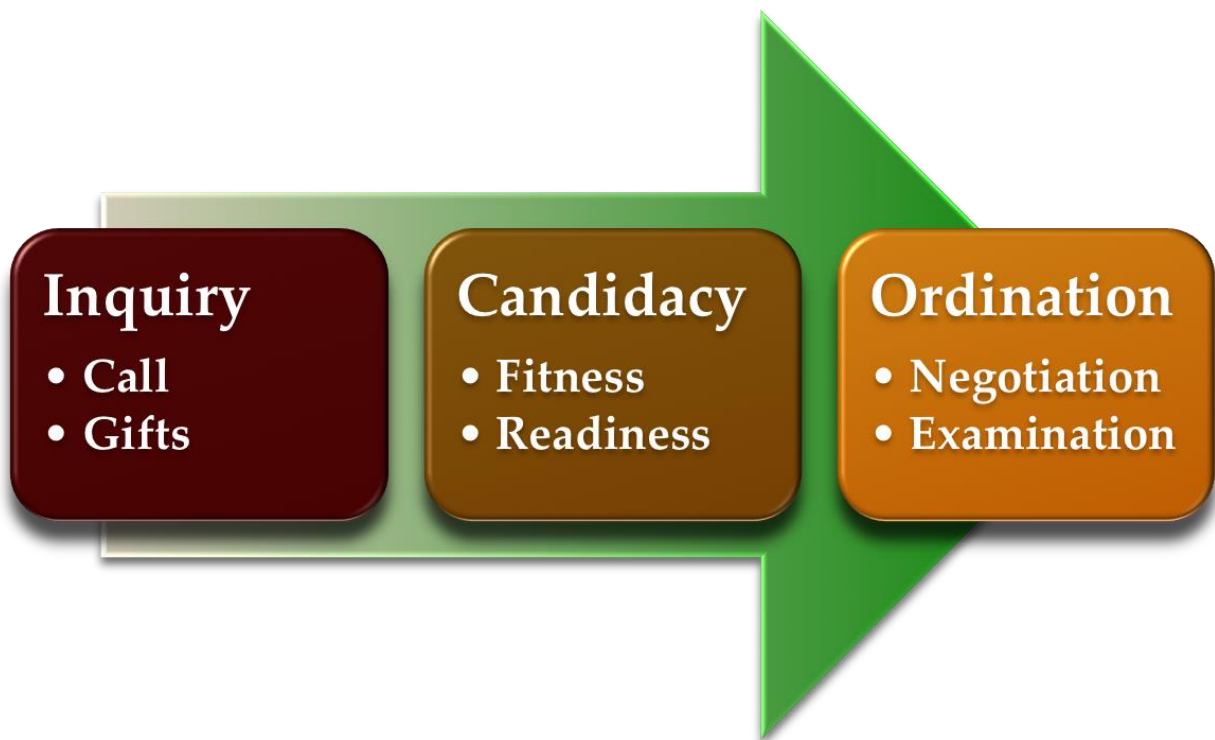 Inquiry
• Call
• Gifts
Candidacy
• Fitness
• Readiness
Ordination
• Negotiation
• Examination